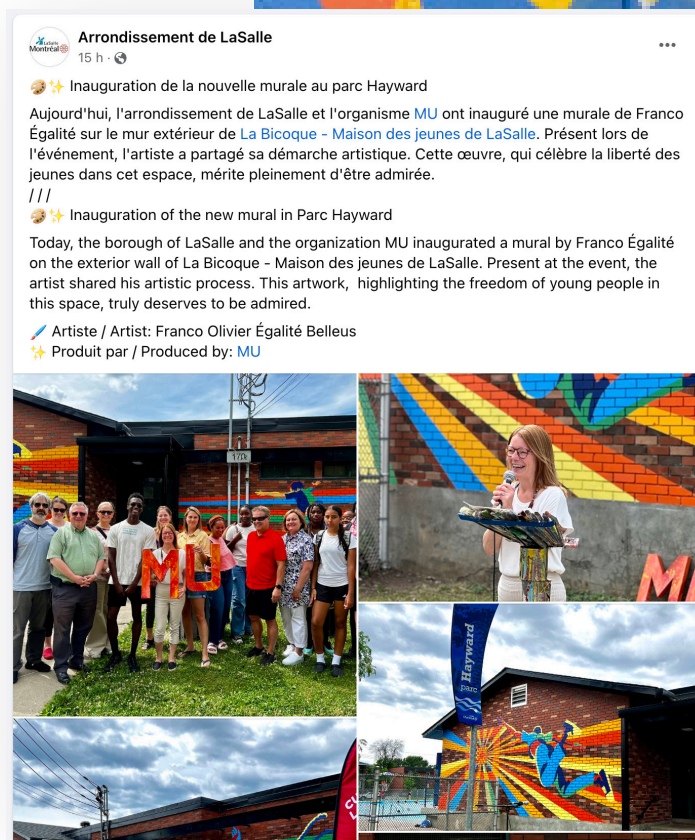 LaSalle
Montréal
Arrondissement de LaSalle
15 h ·
🎨✨ Inauguration de la nouvelle murale au parc Hayward
Aujourd'hui, l'arrondissement de LaSalle et l'organisme MU ont inauguré une murale de Franco
Égalité sur le mur extérieur de La Bicoque - Maison des jeunes de LaSalle. Présent lors de
l'événement, l'artiste a partagé sa démarche artistique. Cette œuvre, qui célèbre la liberté des
jeunes dans cet espace, mérite pleinement d'être admirée.
/ / /
🎨✨ Inauguration of the new mural in Parc Hayward
Today, the borough of LaSalle and the organization MU inaugurated a mural by Franco Égalité
on the exterior wall of La Bicoque - Maison des jeunes de LaSalle. Present at the event, the
artist shared his artistic process. This artwork,  highlighting the freedom of young people in
this space, truly deserves to be admired.
🖌️ Artiste / Artist: Franco Olivier Égalité Belleus
✨ Produit par / Produced by: MU
MU
M
Hayward
parc